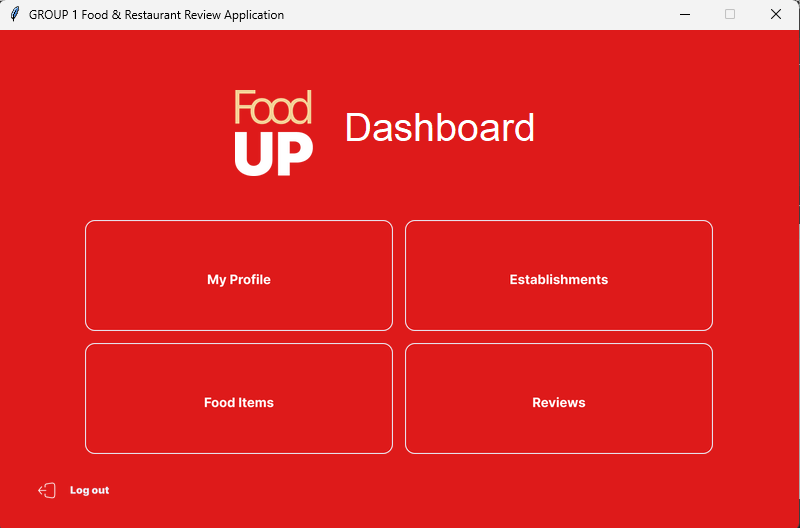 GROUP 1 Food & Restaurant Review Application
Food
UP
Dashboard
My Profile
Establishments
Food Items
Reviews
Log out